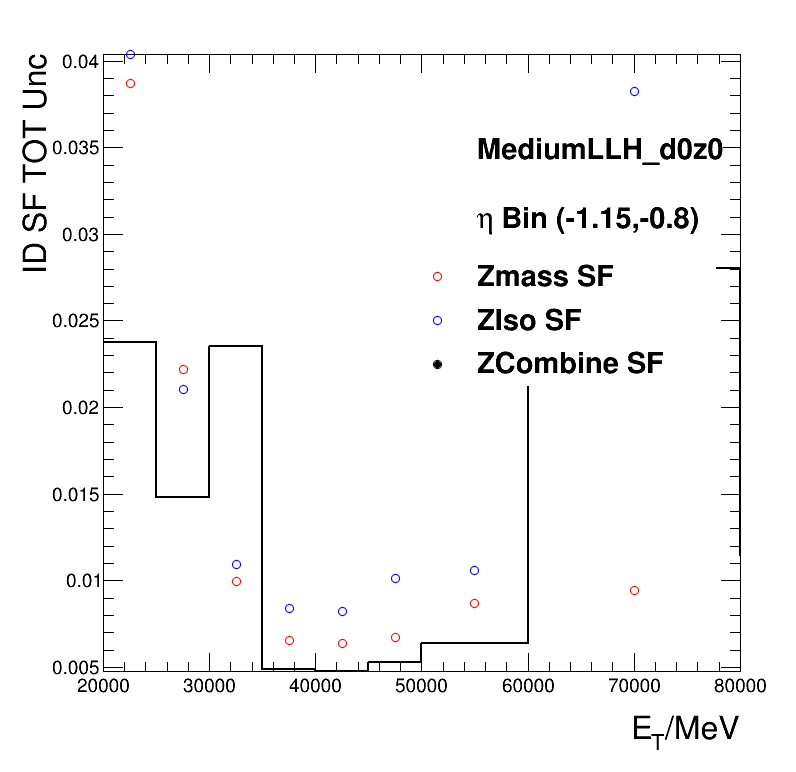 ID SF TOT Unc
0.04
0.035
0.03
0.025
0.02
0.015
0.01
0.005
MediumLLH_d0z0
η Bin (-1.15,-0.8)
Zmass SF
ZIso SF
ZCombine SF
20000 30000 40000 50000 60000 70000 80000
E_T/MeV